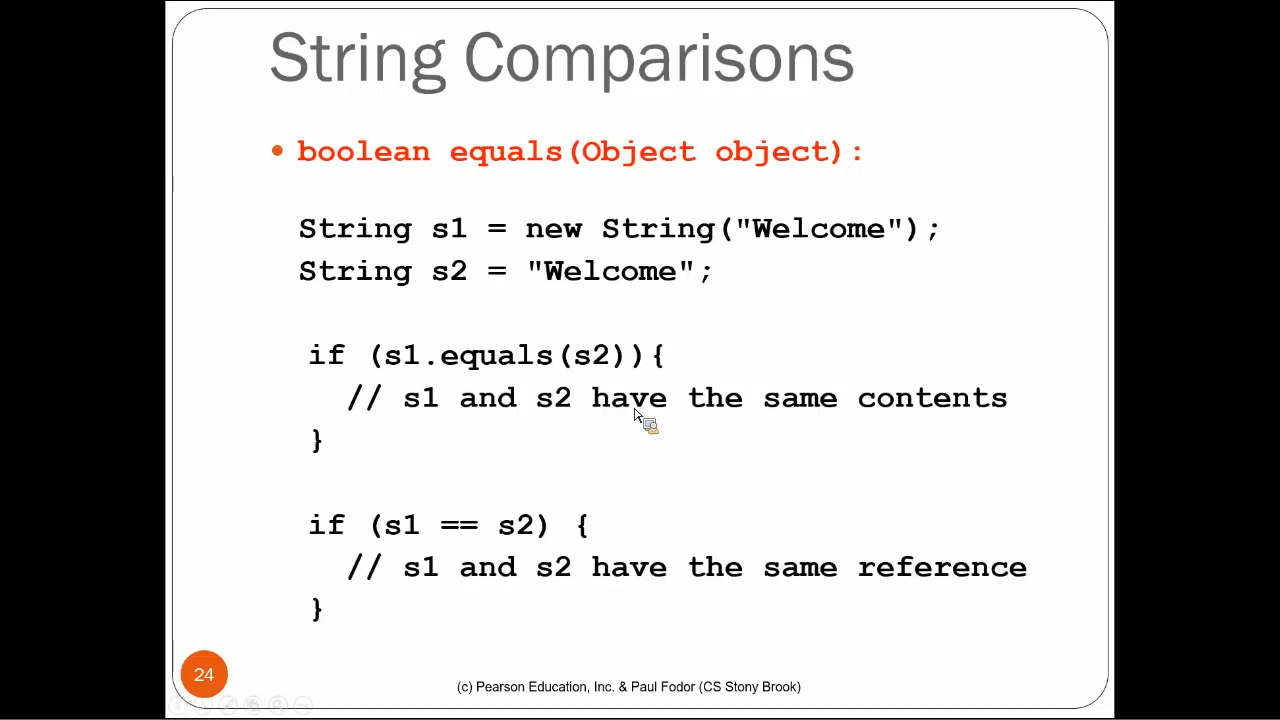 String Comparisons
• boolean equals(Object object):
String s1 = new String("Welcome");
String s2 = "Welcome";
if (s1.equals(s2)){
// s1 and s2 have the same contents
}
if (s1 == s2) {
// s1 and s2 have the same reference
}
24
(c) Pearson Education, Inc. & Paul Fodor (CS Stony Brook)